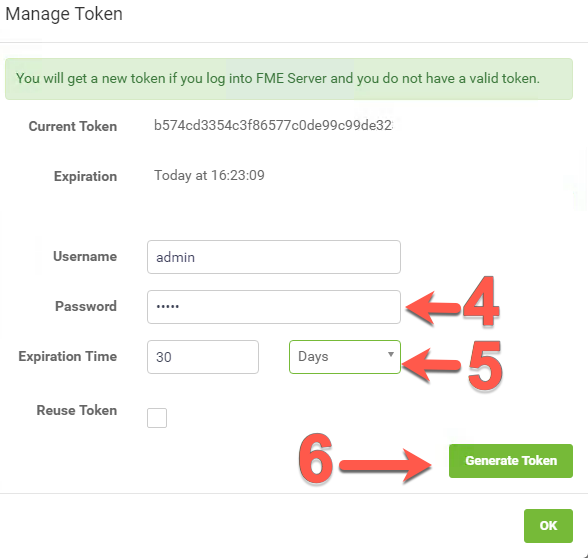 Manage Token
You will get a new token if you log into FME Server and you do not have a valid token.
Current Token b574cd3354c3f86577c0de99c99de32
Expiration Today at 16:23:09
Username admin
Password ••••• 4
Expiration Time 30 Days 5
Reuse Token
6 Generate Token
OK